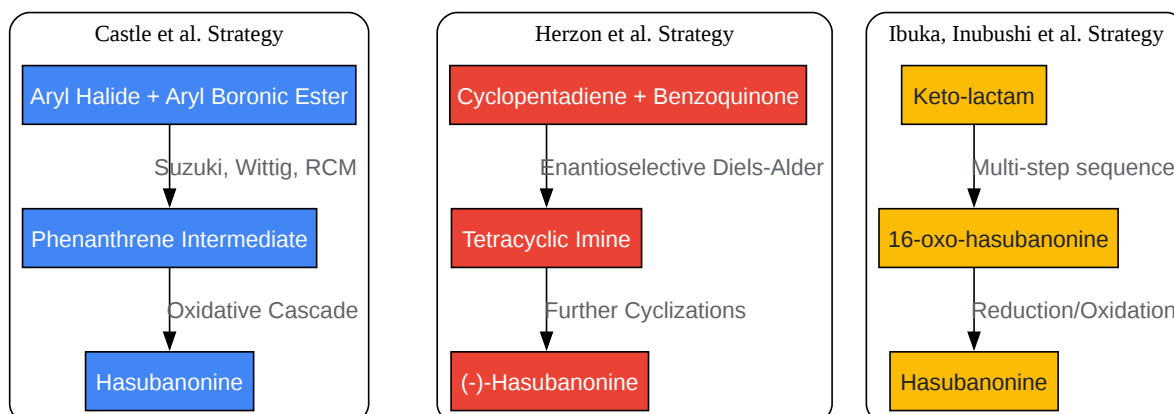 Castle et al. Strategy
Aryl Halide + Aryl Boronic Ester
Suzuki, Wittig, RCM
Phenanthrene Intermediate
Oxidative Cascade
Hasubanonine
Herzon et al. Strategy
Cyclopentadiene + Benzoquinone
Enantioselective Diels-Alder
Tetracyclic Imine
Further Cyclizations
(-)-Hasubanonine
Ibuka, Inubushi et al. Strategy
Keto-lactam
Multi-step sequence
16-oxo-hasubanonine
Reduction/Oxidation
Hasubanonine